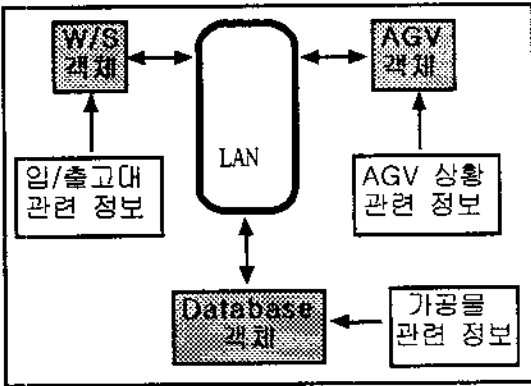 W/S
객체
AGV
객체
LAN
입/출고대
관련 정보
AGV 상황
관련 정보
Database
객체
가공물
관련 정보